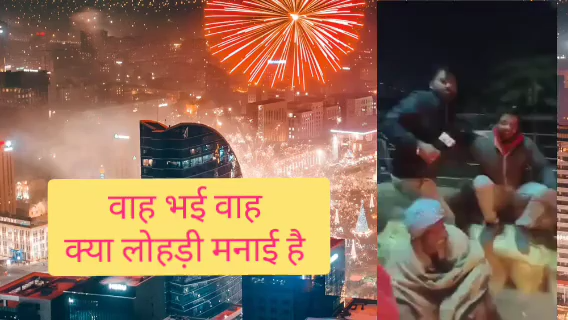 वाह भई वाह
क्या लोहड़ी मनाई है